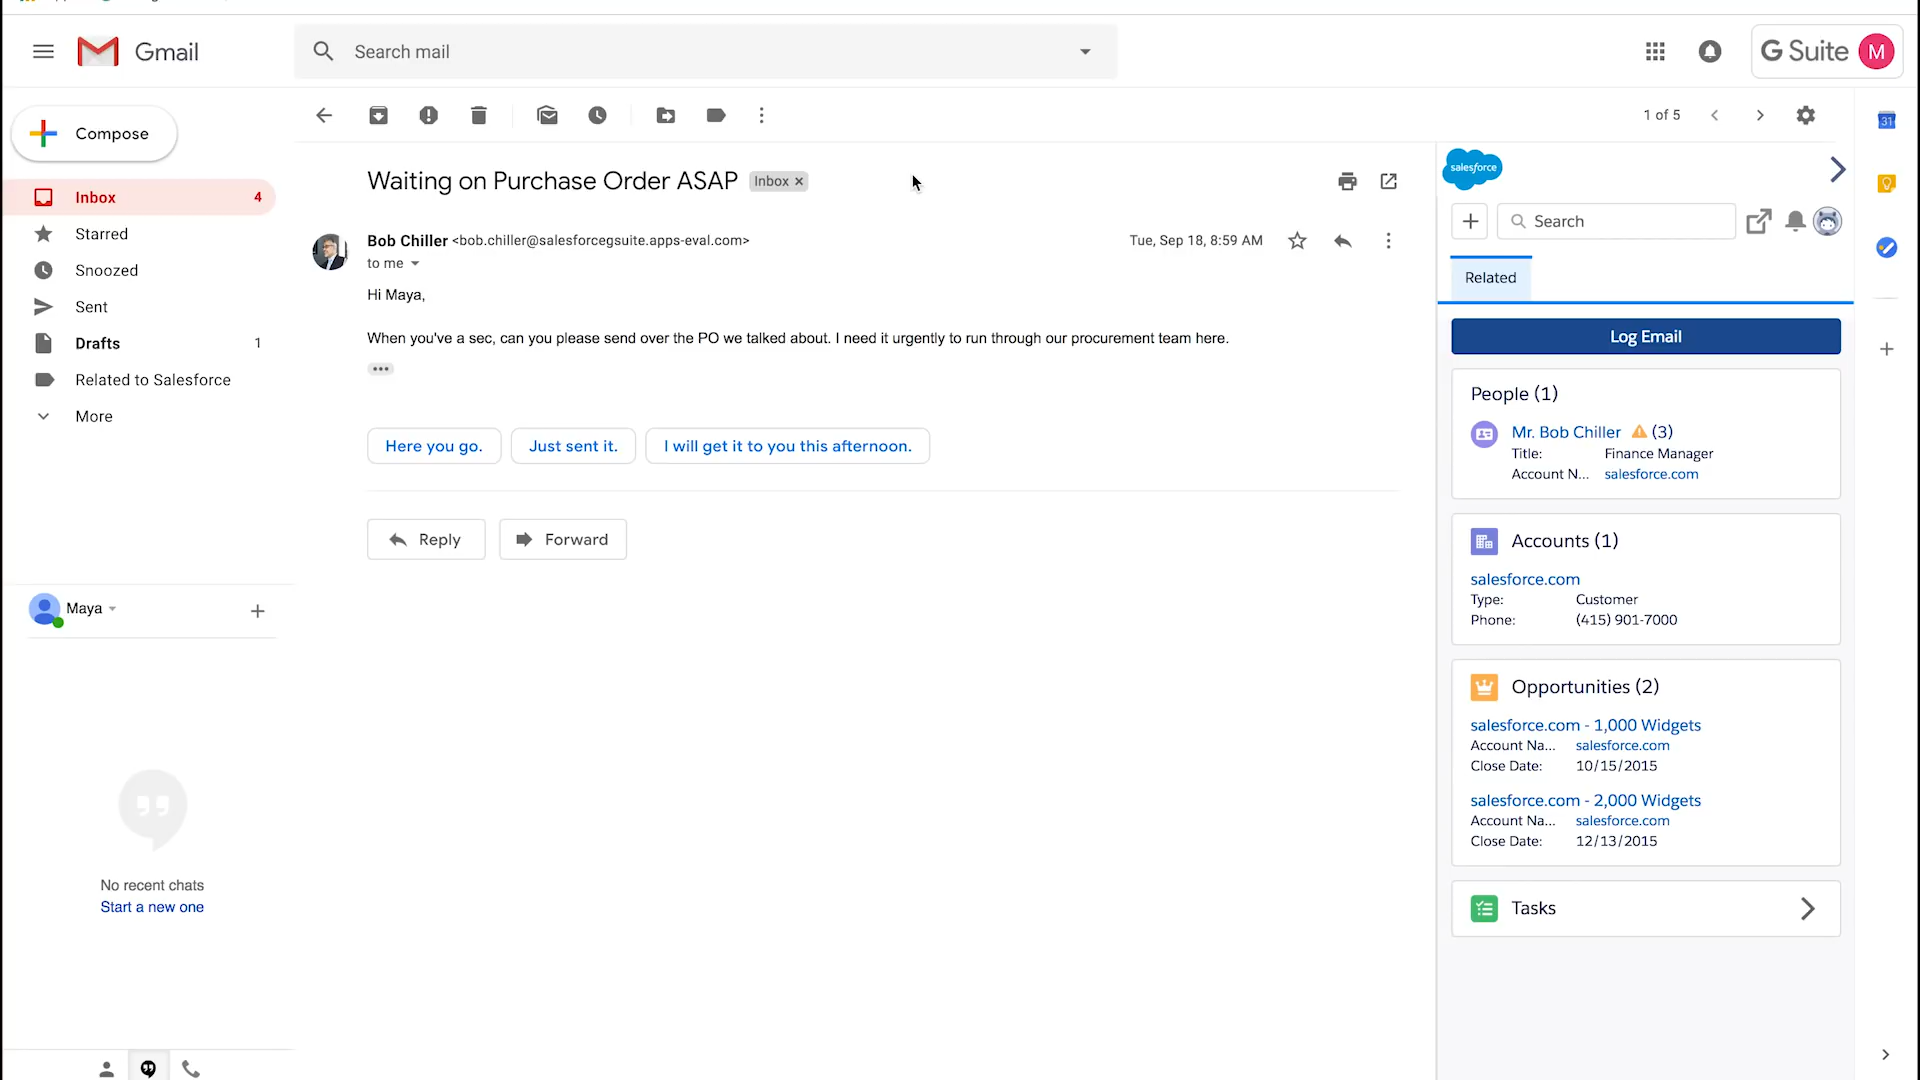 Gmail
Search mail
G Suite
M
Compose
1 of 5
31
Inbox 4
Starred
Snoozed
Sent
Drafts 1
Related to Salesforce
More
Waiting on Purchase Order ASAP
Inbox ×
Bob Chiller <bob.chiller@salesforcegsuite.apps-eval.com>
Tue, Sep 18, 8:59 AM
to me
Hi Maya,
When you've a sec, can you please send over the PO we talked about. I need it urgently to run through our procurement team here.
Here you go.
Just sent it.
I will get it to you this afternoon.
Reply
Forward
Maya
No recent chats
Start a new one
salesforce
Search
Related
Log Email
People (1)
Mr. Bob Chiller (3)
Title: Finance Manager
Account N... salesforce.com
Accounts (1)
salesforce.com
Type: Customer
Phone: (415) 901-7000
Opportunities (2)
salesforce.com - 1,000 Widgets
Account Na... salesforce.com
Close Date: 10/15/2015
salesforce.com - 2,000 Widgets
Account Na... salesforce.com
Close Date: 12/13/2015
Tasks